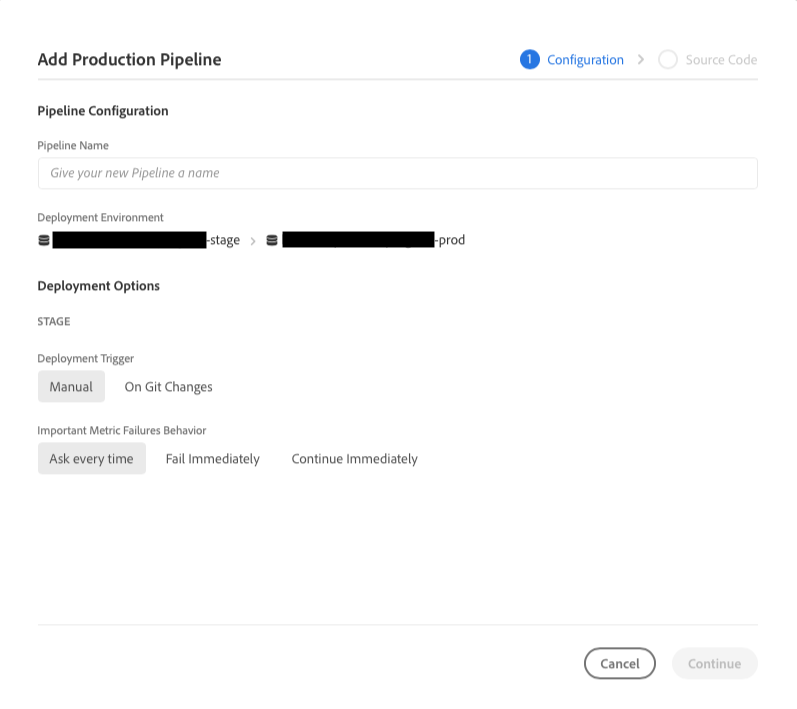 Add Production Pipeline
1 Configuration > Source Code
Pipeline Configuration
Pipeline Name
Give your new Pipeline a name
Deployment Environment
-stage > -prod
Deployment Options
STAGE
Deployment Trigger
Manual On Git Changes
Important Metric Failures Behavior
Ask every time Fail Immediately Continue Immediately
Cancel Continue